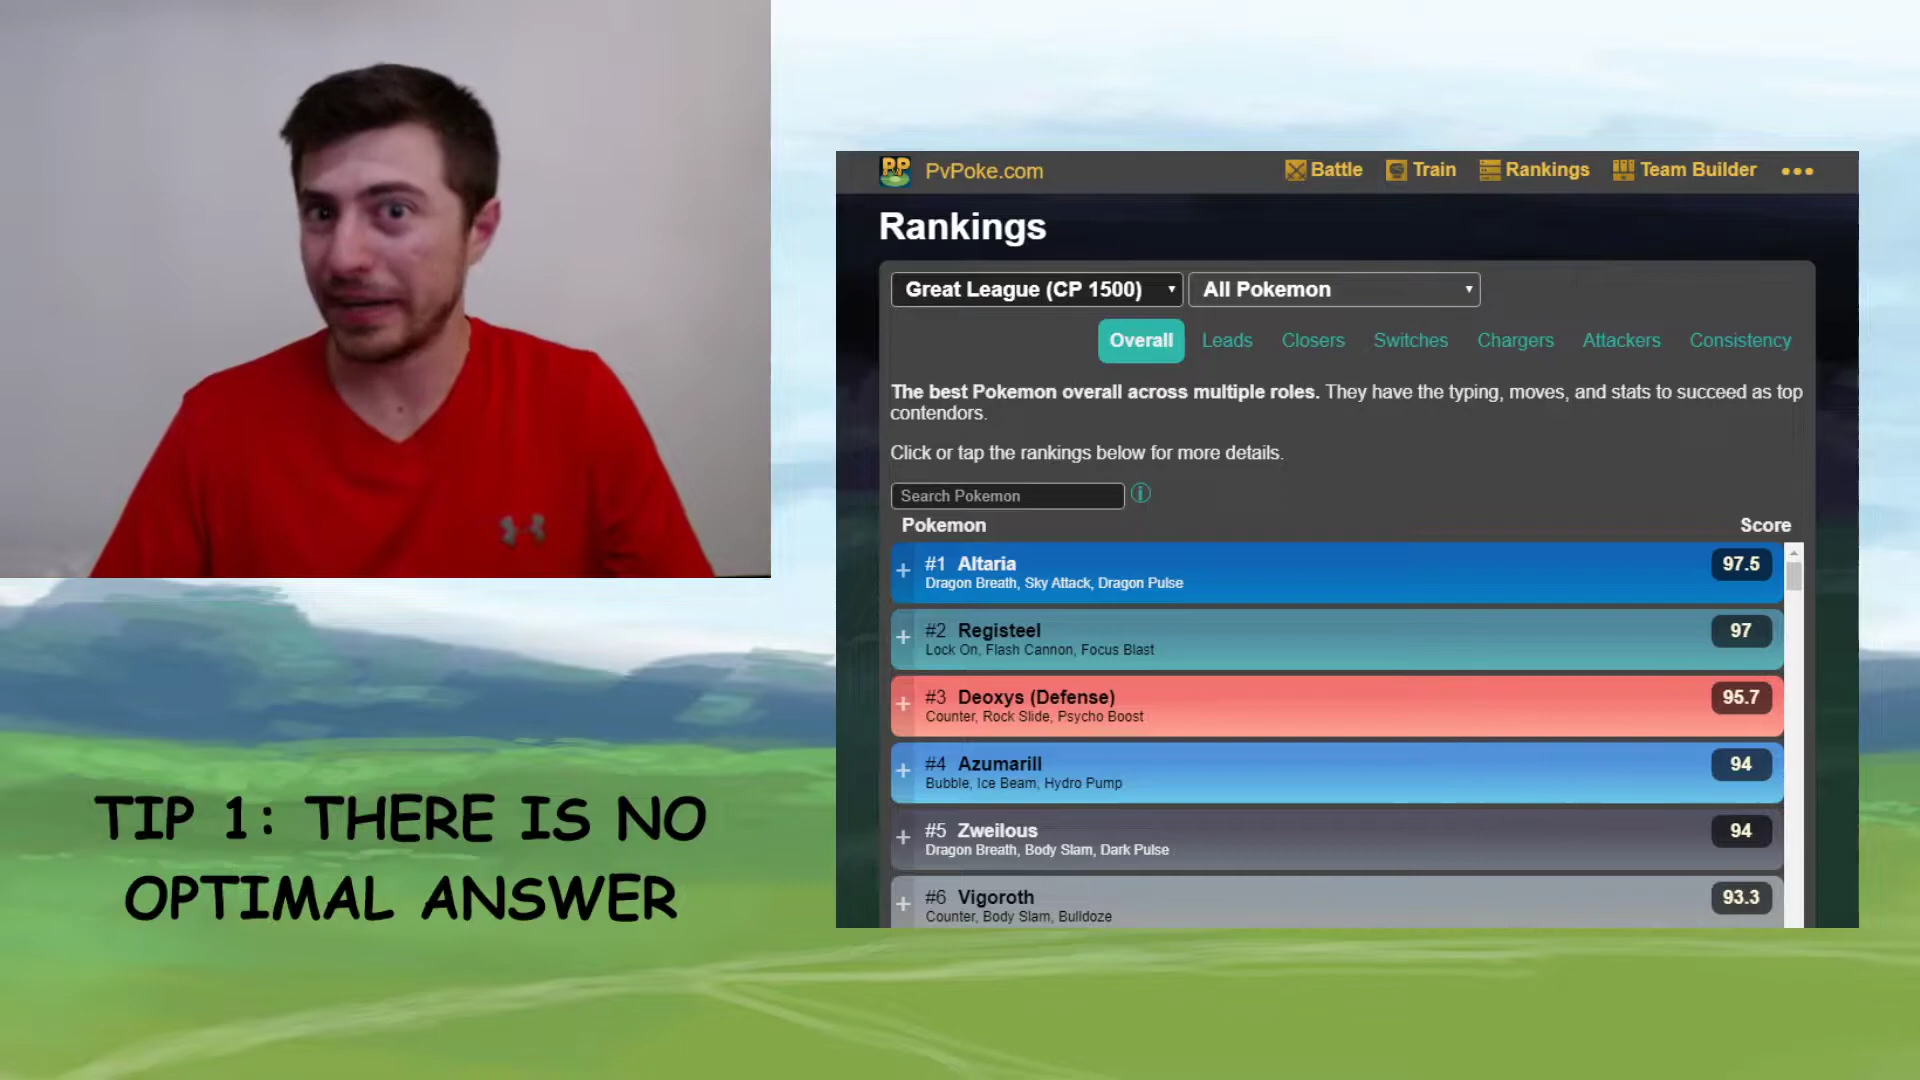 TIP 1: THERE IS NO
OPTIMAL ANSWER
PvPoke.com
Battle
Train
Rankings
Team Builder
Rankings
Great League (CP 1500)
All Pokemon
Overall
Leads
Closers
Switches
Chargers
Attackers
Consistency
The best Pokemon overall across multiple roles. They have the typing, moves, and stats to succeed as top
contendors.
Click or tap the rankings below for more details.
Search Pokemon
Pokemon
Score
#1 Altaria
97.5
Dragon Breath, Sky Attack, Dragon Pulse
#2 Registeel
97
Lock On, Flash Cannon, Focus Blast
#3 Deoxys (Defense)
95.7
Counter, Rock Slide, Psycho Boost
#4 Azumarill
94
Bubble, Ice Beam, Hydro Pump
#5 Zweilous
94
Dragon Breath, Body Slam, Dark Pulse
#6 Vigoroth
93.3
Counter, Body Slam, Bulldoze